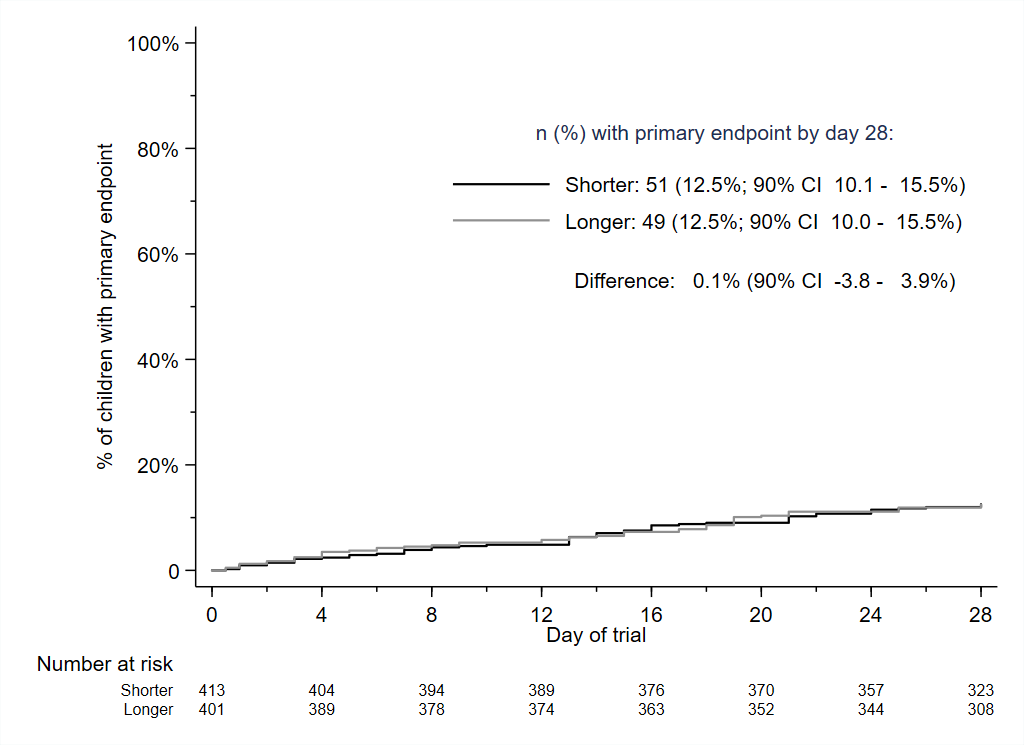 100%
80%
60%
40%
20%
0
% of children with primary endpoint
n (%) with primary endpoint by day 28:
Shorter: 51 (12.5%; 90% CI 10.1 - 15.5%)
Longer: 49 (12.5%; 90% CI 10.0 - 15.5%)
Difference: 0.1% (90% CI -3.8 - 3.9%)
0 4 8 12 16 20 24 28
Day of trial
Number at risk
Shorter 413 404 394 389 376 370 357 323
Longer 401 389 378 374 363 352 344 308